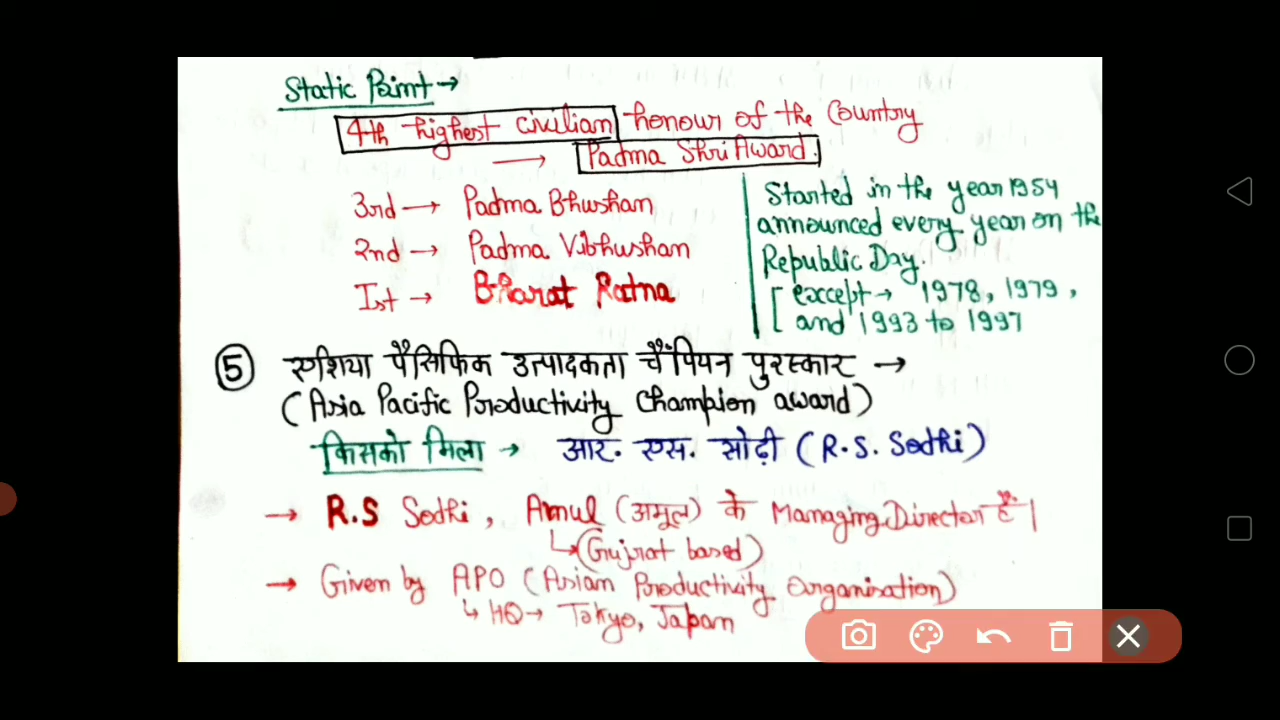 Static Point →
4th highest civilian honour of the Country
→ Padma Shri Award.
3rd → Padma Bhushan
2nd → Padma Vibhushan
Ist → Bharat Ratna
Started in the year 1954
announced every year on the
Republic Day.
[ except → 1978, 1979,
and 1993 to 1997
⑤ एशिया पैसिफिक उत्पादकता चैंपियन पुरस्कार →
(Asia Pacific Productivity Champion award)
किसको मिला → आर. एस. सोढ़ी (R.S. Sodhi)
→ R.S Sodhi, Amul (अमूल) के Managing Director हैं।
↳ (Gujrat based)
→ Given by APO (Asian Productivity Organisation)
↳ HQ → Tokyo, Japan